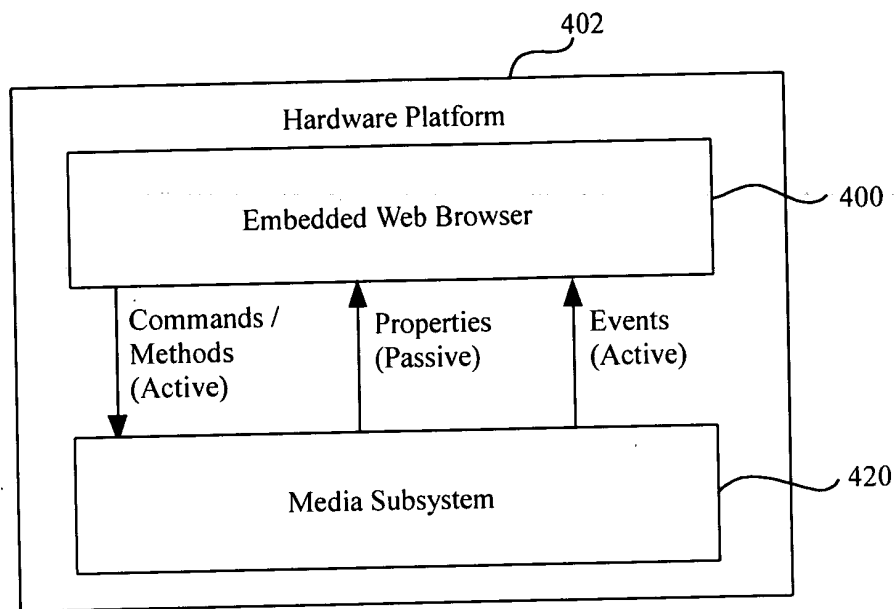 402
Hardware Platform
Embedded Web Browser
400
Commands /
Methods
(Active)
Properties
(Passive)
Events
(Active)
Media Subsystem
420